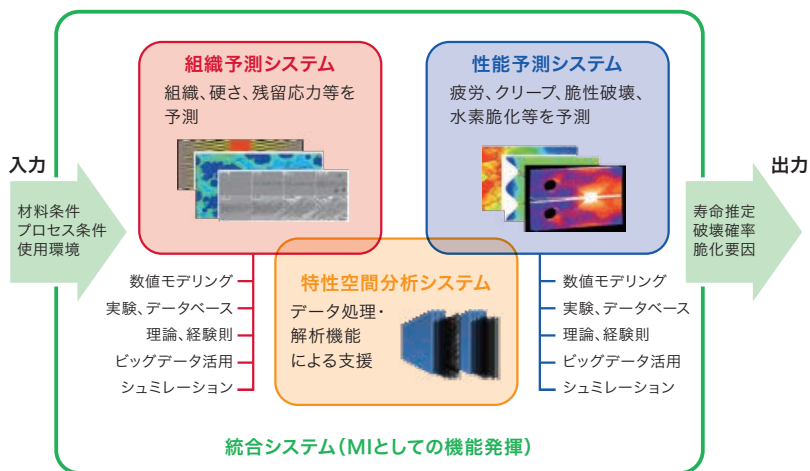 入力
材料条件
プロセス条件
使用環境
組織予測システム
組織、硬さ、残留応力等を
予測
数値モデリング
実験、データベース
理論、経験則
ビッグデータ活用
シュミレーション
特性空間分析システム
データ処理・
解析機能
による支援
性能予測システム
疲労、クリープ、脆性破壊、
水素脆化等を予測
数値モデリング
実験、データベース
理論、経験則
ビッグデータ活用
シュミレーション
出力
寿命推定
破壊確率
脆化要因
統合システム（MIとしての機能発揮）